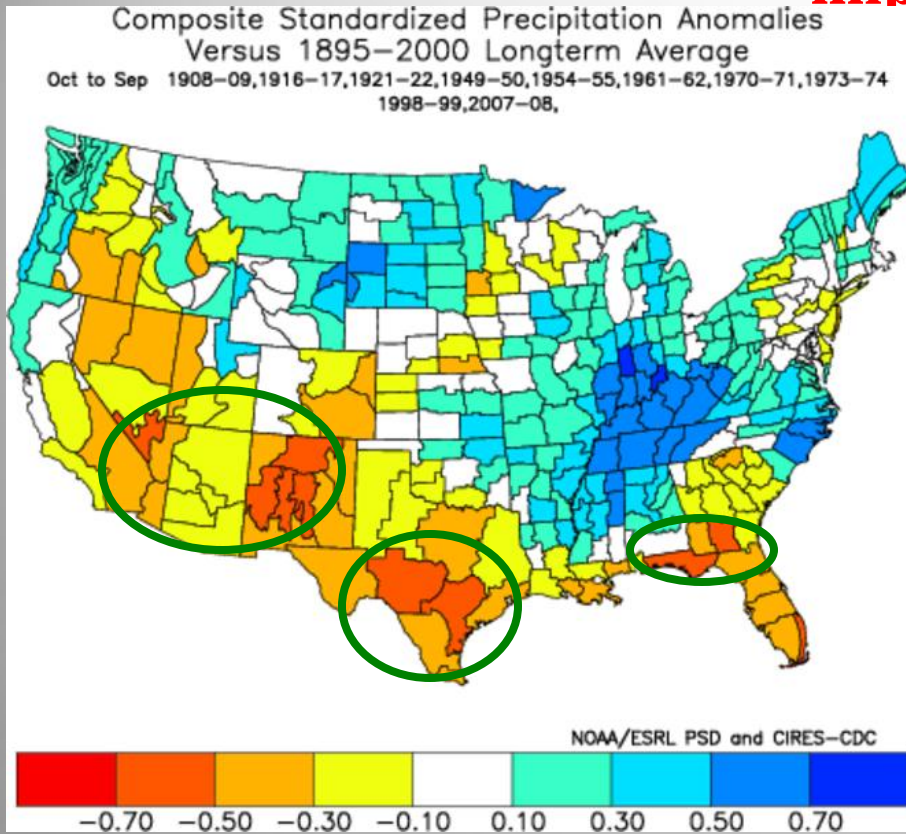 Composite Standardized Precipitation Anomalies
Versus 1895-2000 Longterm Average
Oct to Sep 1908-09,1916-17,1921-22,1949-50,1954-55,1961-62,1970-71,1973-74
1998-99,2007-08,
NOAA/ESRL PSD and CIRES-CDC
-0.70 -0.50 -0.30 -0.10 0.10 0.30 0.50 0.70